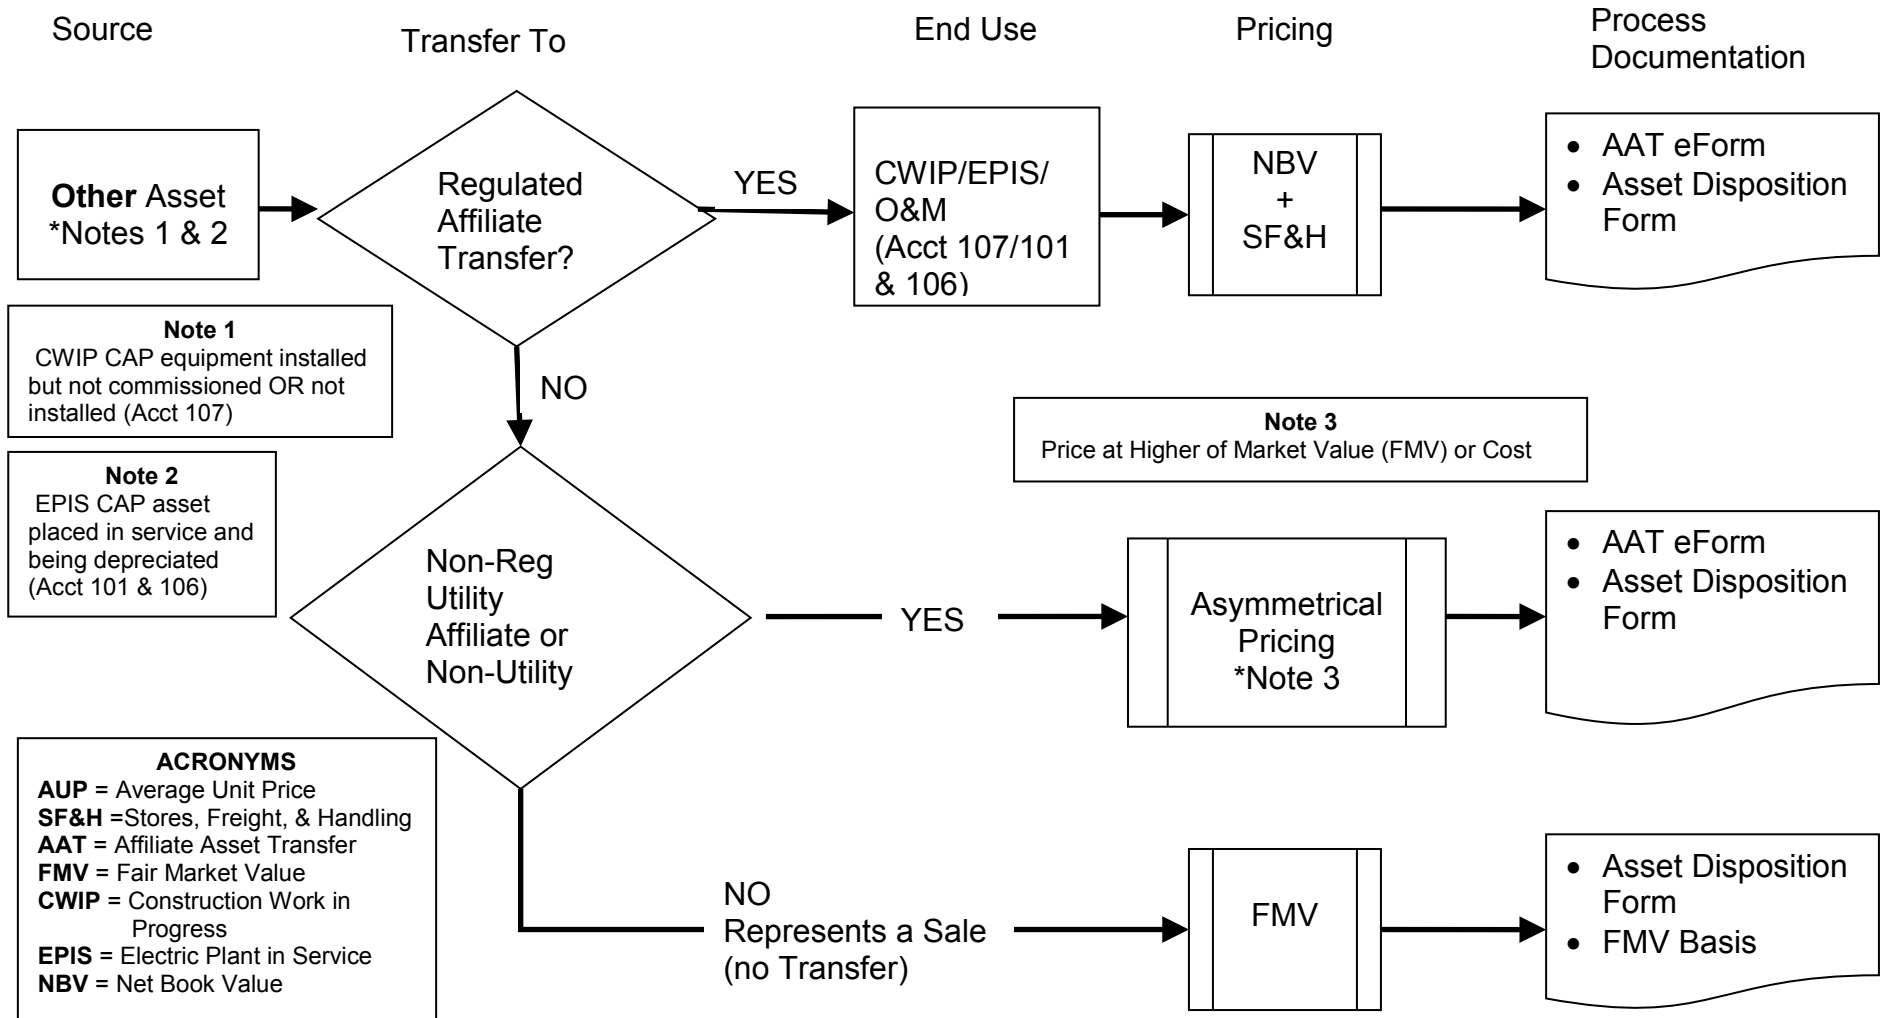 Source
Transfer To
End Use
Pricing
Process
Documentation
Other Asset
*Notes 1 & 2
Regulated
Affiliate
Transfer?
YES
CWIP/EPIS/
O&M
(Acct 107/101
& 106)
NBV
+
SF&H
• AAT eForm
• Asset Disposition
Form
Note 1
CWIP CAP equipment installed
but not commissioned OR not
installed (Acct 107)
NO
Note 3
Price at Higher of Market Value (FMV) or Cost
Note 2
EPIS CAP asset
placed in service and
being depreciated
(Acct 101 & 106)
Non-Reg
Utility
Affiliate or
Non-Utility
YES
Asymmetrical
Pricing
*Note 3
• AAT eForm
• Asset Disposition
Form
ACRONYMS
AUP = Average Unit Price
SF&H =Stores, Freight, & Handling
AAT = Affiliate Asset Transfer
FMV = Fair Market Value
CWIP = Construction Work in
Progress
EPIS = Electric Plant in Service
NBV = Net Book Value
NO
Represents a Sale
(no Transfer)
FMV
• Asset Disposition
Form
• FMV Basis